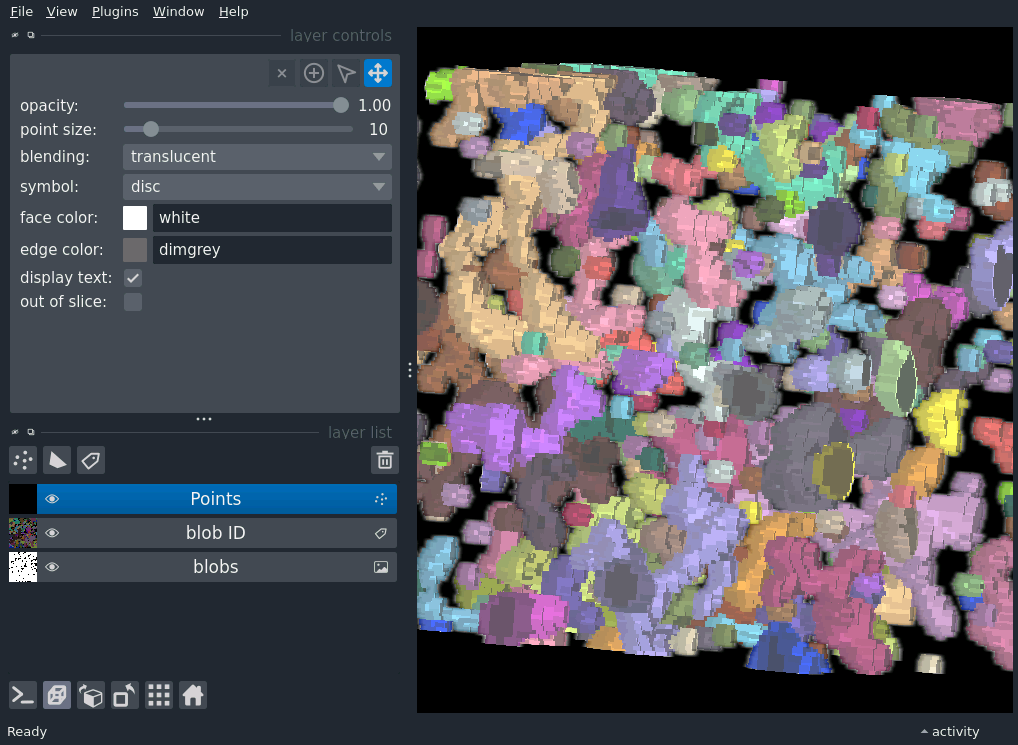 File View Plugins Window Help
layer controls
opacity: 1.00
point size: 10
blending: translucent
symbol: disc
face color: white
edge color: dimgrey
display text:
out of slice:
layer list
Points
blob ID
blobs
Ready activity